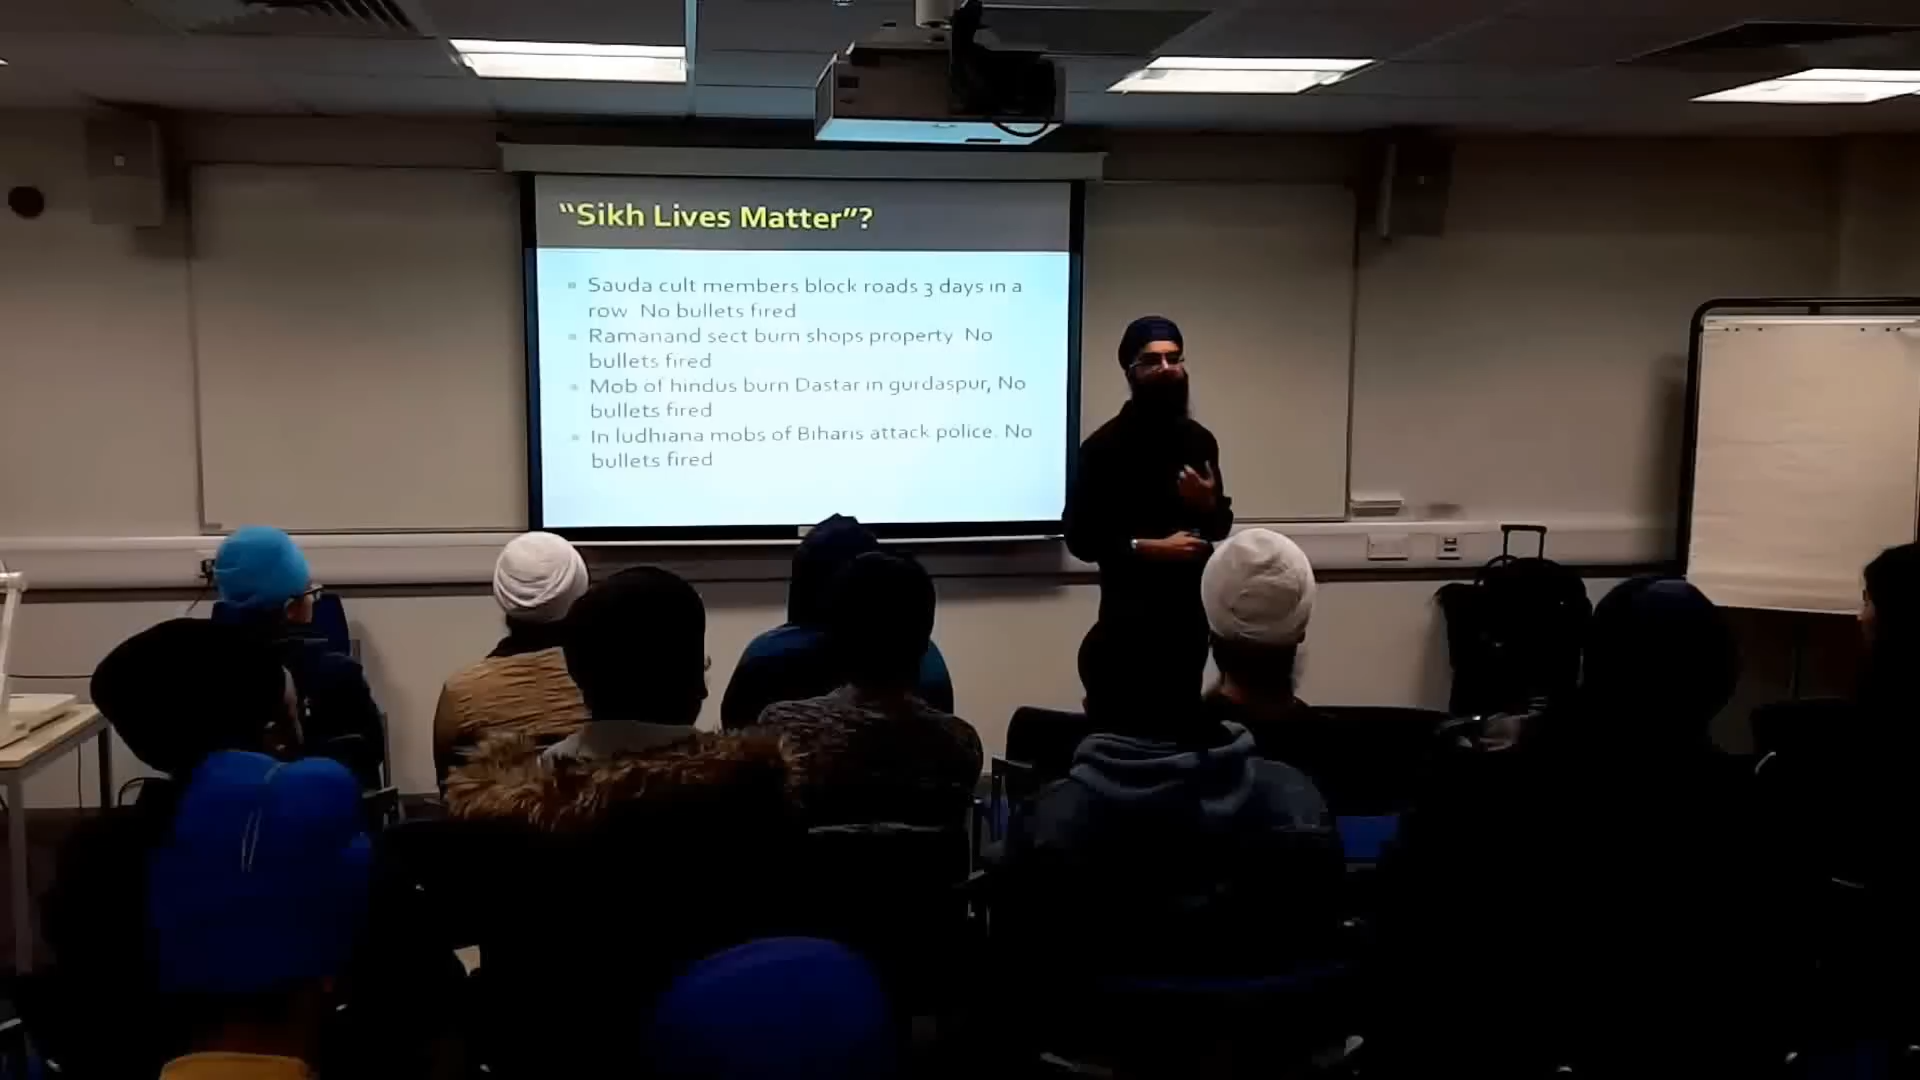 “Sikh Lives Matter”?
Sauda cult members block roads 3 days in a
row No bullets fired
Ramanand sect burn shops property No
bullets fired
Mob of hindus burn Dastar in gurdaspur, No
bullets fired
In ludhiana mobs of Biharis attack police. No
bullets fired